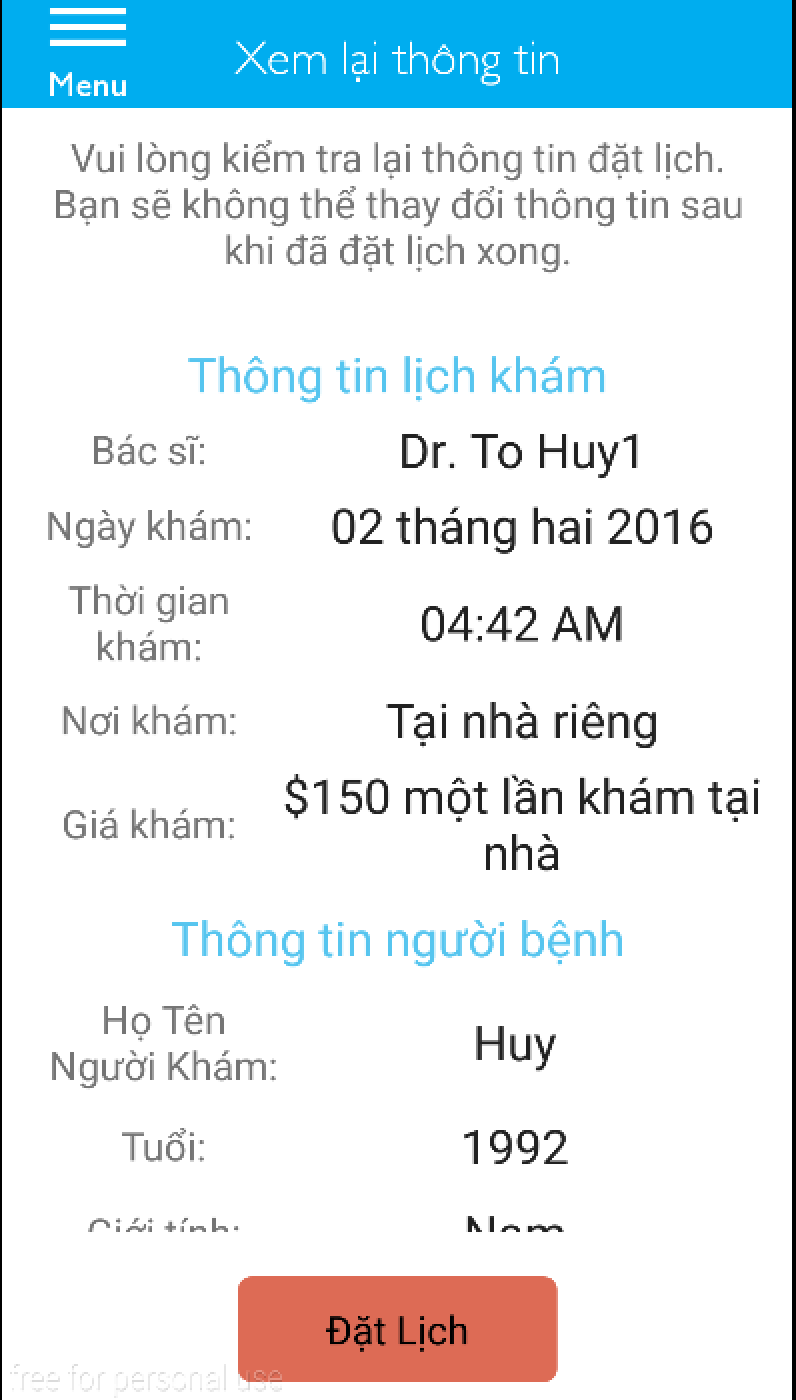 Menu
Xem lại thông tin
Vui lòng kiểm tra lại thông tin đặt lịch.
Bạn sẽ không thể thay đổi thông tin sau
khi đã đặt lịch xong.
Thông tin lịch khám
Bác sĩ: Dr. To Huy1
Ngày khám: 02 tháng hai 2016
Thời gian
khám: 04:42 AM
Nơi khám: Tại nhà riêng
Giá khám: $150 một lần khám tại
nhà
Thông tin người bệnh
Họ Tên
Người Khám: Huy
Tuổi: 1992
Giới tính: Nam
Đặt Lịch
free for personal use